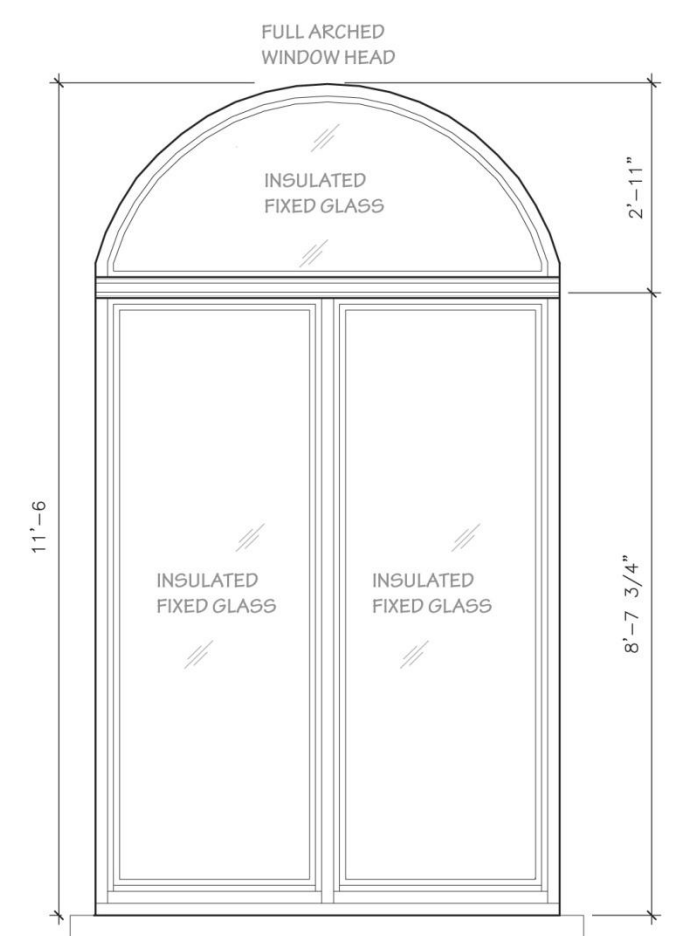 FULL ARCHED
WINDOW HEAD
INSULATED
FIXED GLASS
2'-11"
11'-6
INSULATED
FIXED GLASS
INSULATED
FIXED GLASS
8'-7 3/4"